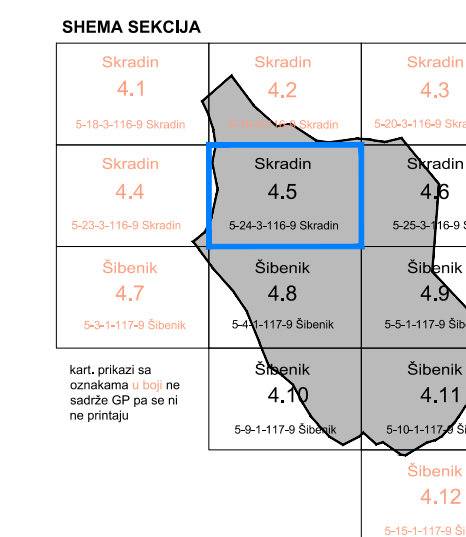 SHEMA SEKCIJA
Skradin
4.1
5-18-3-116-9 Skradin
Skradin
4.2
Skradin
Skradin
4.3
5-20-3-116-9
Skradin
4.4
5-23-3-116-9 Skradin
Skradin
4.5
5-24-3-116-9 Skradin
Skradin
4.6
5-25-3-116-9
Šibenik
4.7
5-3-1-117-9 Šibenik
Šibenik
4.8
5-4-1-117-9 Šibenik
Šibenik
4.9
5-5-1-117-9
kart. prikazi sa
oznakama u boji ne
sadrže GP pa se ni
ne printaju
Šibenik
4.10
5-9-1-117-9 Šibenik
Šibenik
4.11
5-10-1-117-9
Šibenik
4.12
5-15-1-117-9